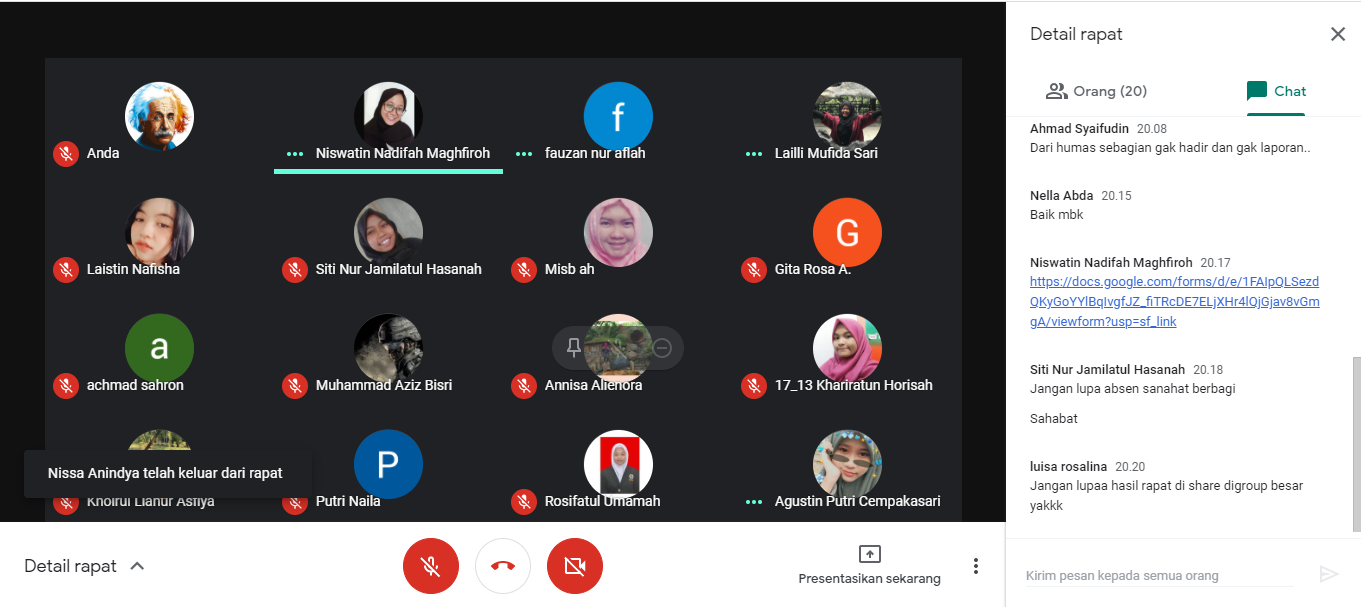 Anda
Niswatin Nadifah Maghfiroh
f
fauzan nur aflah
Lailli Mufida Sari
Laistin Nafisha
Siti Nur Jamilatul Hasanah
Misb ah
G
Gita Rosa A.
a
achmad sahron
Muhammad Aziz Bisri
Annisa Allenora
17_13 Khariratun Horisah
Nissa Anindya telah keluar dari rapat
Khoirul Lianur Asfiya
P
Putri Naila
Rosifatul Umamah
Agustin Putri Cempakasari
Detail rapat
Presentasikan sekarang
Detail rapat
Orang (20)
Chat
Ahmad Syaifudin 20.08
Dari humas sebagian gak hadir dan gak laporan..
Nella Abda 20.15
Baik mbk
Niswatin Nadifah Maghfiroh 20.17
https://docs.google.com/forms/d/e/1FAIpQLSezd
QKyGoYYlBqIvgfJZ_fiTRcDE7ELjXHr4lQjGjav8vGm
gA/viewform?usp=sf_link
Siti Nur Jamilatul Hasanah 20.18
Jangan lupa absen sanahat berbagi
Sahabat
luisa rosalina 20.20
Jangan lupaa hasil rapat di share digroup besar
yakkk
Kirim pesan kepada semua orang